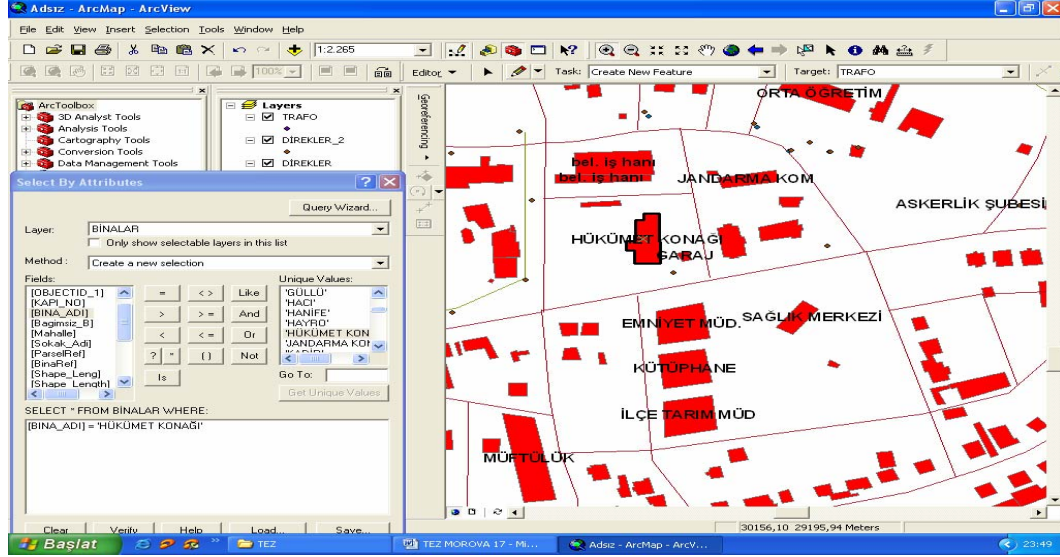 Adsız - ArcMap - ArcView
File Edit View Insert Selection Tools Window Help
1:2.265
100%
Editor Task: Create New Feature Target: TRAFO
ArcToolbox
3D Analyst Tools
Analysis Tools
Cartography Tools
Conversion Tools
Data Management Tools
Layers
TRAFO
DİREKLER_2
DİREKLER
Georeferencing
Select By Attributes
Query Wizard...
Layer: BİNALAR
Only show selectable layers in this list
Method : Create a new selection
Fields: Unique Values:
[OBJECTID_1]
[KAPI_NO]
[BINA_ADI]
[Bagimsiz_B]
[Mahalle]
[Sokak_Adi]
[ParselRef]
[BinaRef]
[Shape_Leng]
[Shape_Length]
= < > Like
> > = And
< < = Or
? * ( ) Not
Is
'GÜLLÜ'
'HACI'
'HANİFE'
'HAYRO'
'HÜKÜMET KON
'JANDARMA KO
Go To:
Get Unique Values
SELECT * FROM BİNALAR WHERE:
[BINA_ADI] = 'HÜKÜMET KONAĞI'
Clear Verify Help Load... Save...
ORTA ÖĞRETİM
bel. iş hanı
bel. iş hanı
JANDARMA KOM
ASKERLİK ŞUBESİ
HÜKÜMET KONAĞI
GARAJ
EMNİYET MÜD.
SAĞLIK MERKEZİ
KÜTÜPHANE
İLÇE TARIM MÜD
MÜFTÜLÜK
30156,10 29195,94 Meters
Başlat
TEZ
TEZ MOROVA 17 - Mi...
Adsız - ArcMap - ArcV...
23:49